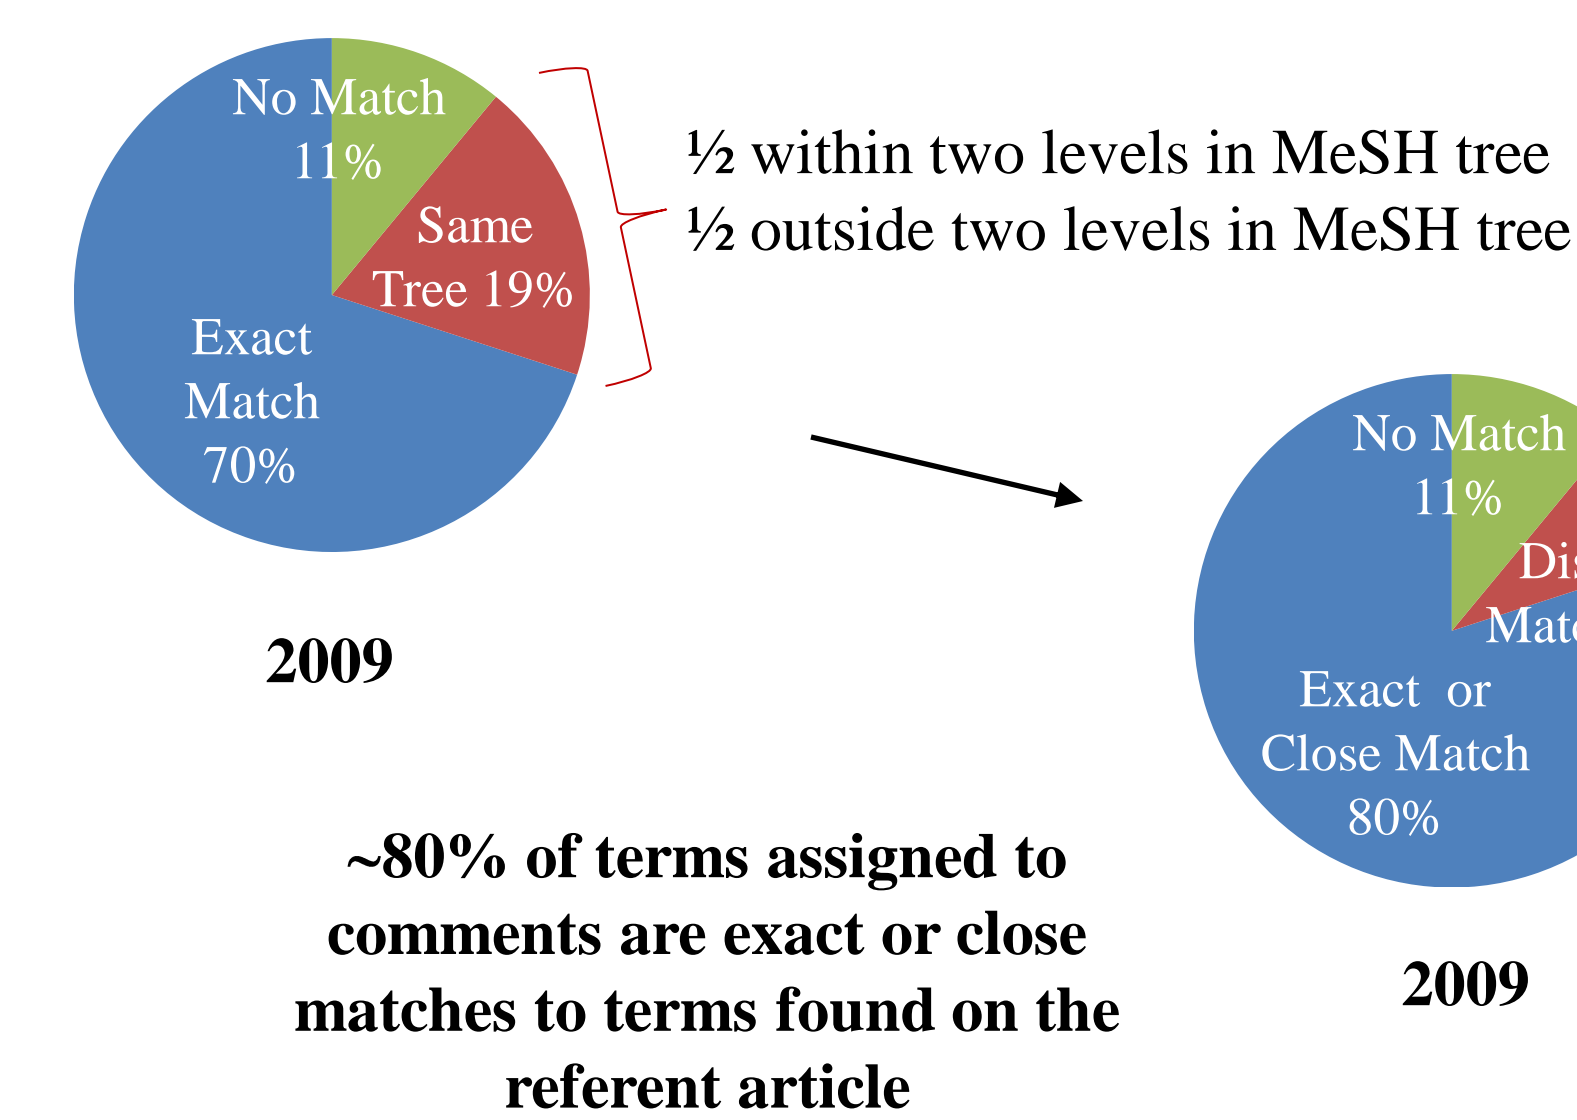 No Match
11%
Same
Tree 19%
Exact
Match
70%
½ within two levels in MeSH tree
½ outside two levels in MeSH tree
2009
No Match
11%
Exact  or
Close Match
80%
2009
~80% of terms assigned to
comments are exact or close
matches to terms found on the
referent article